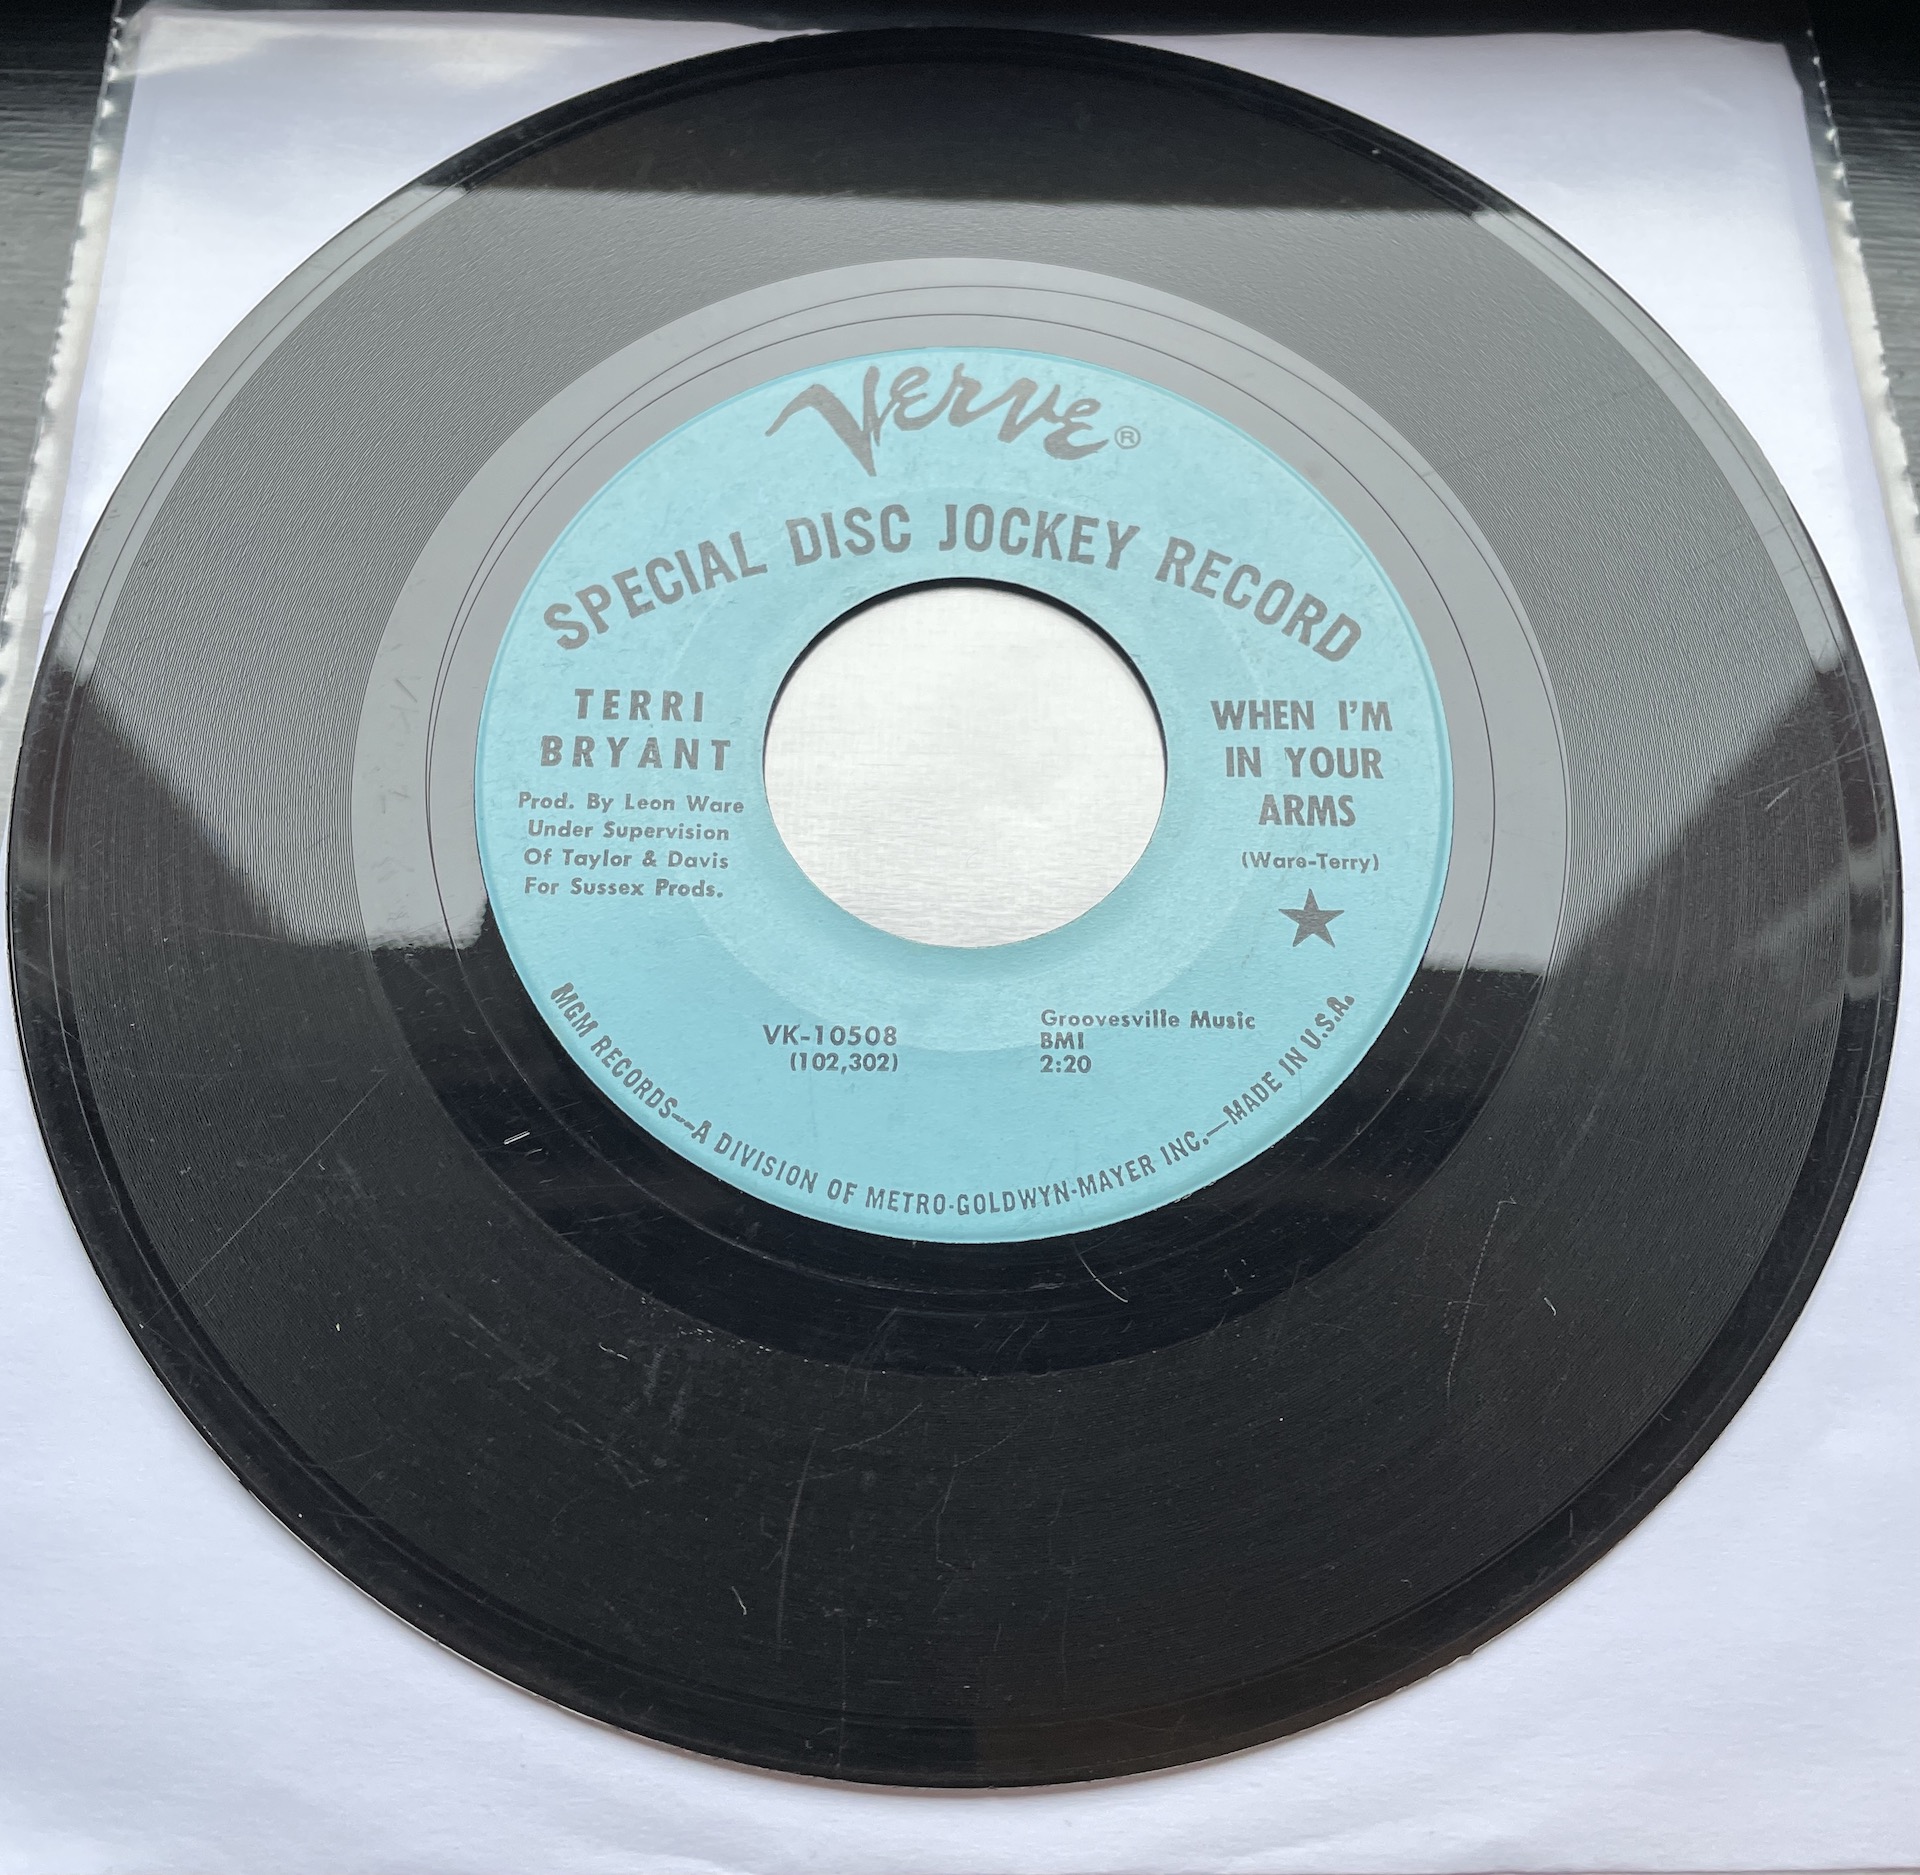 Verve®
SPECIAL DISC JOCKEY RECORD
TERRI
BRYANT
Prod. By Leon Ware
Under Supervision
Of Taylor & Davis
For Sussex Prods.
WHEN I'M
IN YOUR
ARMS
(Ware-Terry)
VK-10508
(102,302)
Groovesville Music
BMI
2:20
MGM RECORDS—A DIVISION OF METRO-GOLDWYN-MAYER INC.—MADE IN U.S.A.